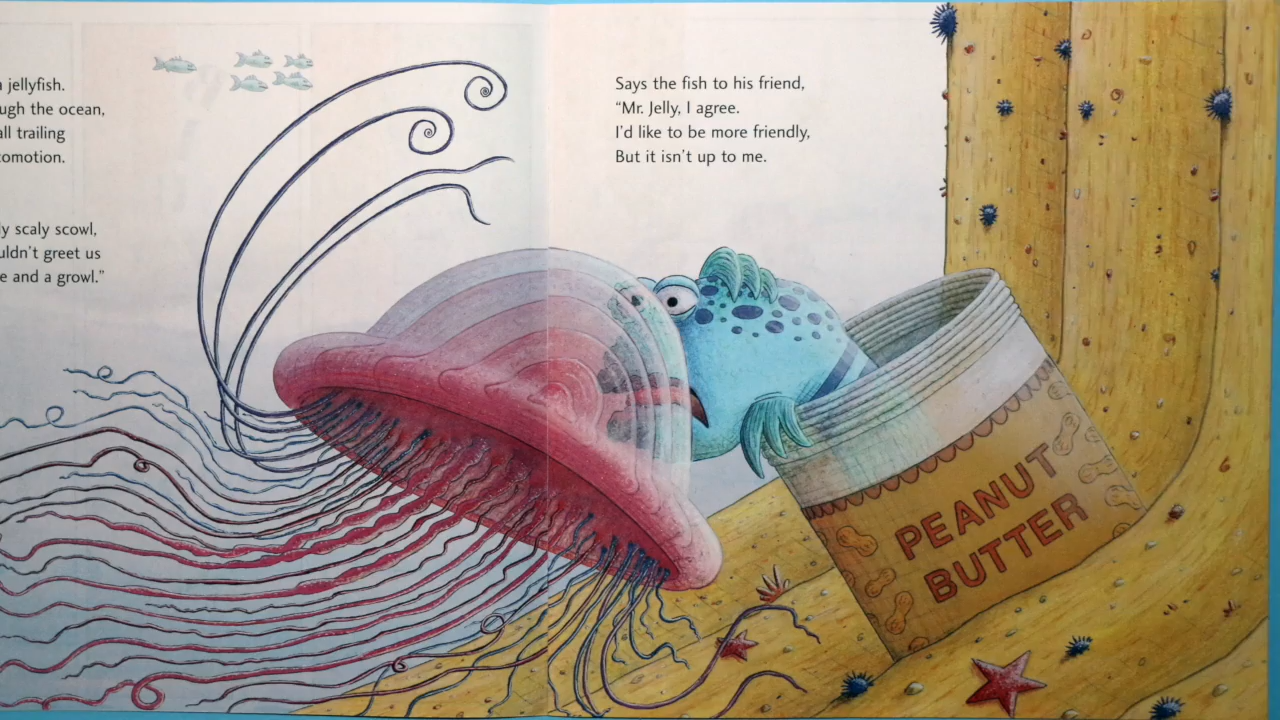 jellyfish.
ugh the ocean,
all trailing
comotion.
ly scaly scowl,
uldn't greet us
e and a growl."
Says the fish to his friend,
"Mr. Jelly, I agree.
I'd like to be more friendly,
But it isn't up to me.
PEANUT
BUTTER